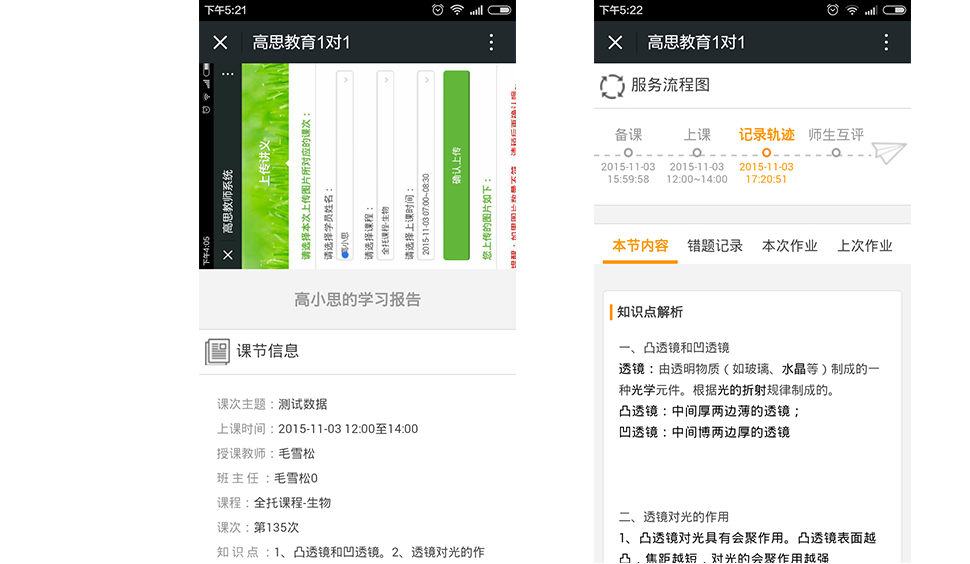 下午5:21
高思教育1对1
下午4:05
高思教师系统
上传讲义
请选择本次上传图片所对应的课次：
请选择学员姓名：
高小思
请选择课程：
全托课程-生物
请选择上课时间：
2015-11-03 07:00~08:30
确认上传
您上传的图片如下：
高小思的学习报告
课节信息
课次主题：测试数据
上课时间：2015-11-03 12:00至14:00
授课教师：毛雪松
班 主 任 ：毛雪松0
课程：全托课程-生物
课次：第135次
知 识 点 ：1、凸透镜和凹透镜。2、透镜对光的作
下午5:22
高思教育1对1
服务流程图
备课 上课 记录轨迹 师生互评
2015-11-03 2015-11-03 2015-11-03
15:59:58 12:00~14:00 17:20:51
本节内容 错题记录 本次作业 上次作业
知识点解析
一、凸透镜和凹透镜
透镜：由透明物质（如玻璃、水晶等）制成的一
种光学元件。根据光的折射规律制成的。
凸透镜：中间厚两边薄的透镜；
凹透镜：中间博两边厚的透镜
二、透镜对光的作用
1、凸透镜对光具有会聚作用。凸透镜表面越
凸，焦距越短，对光的会聚作用越强